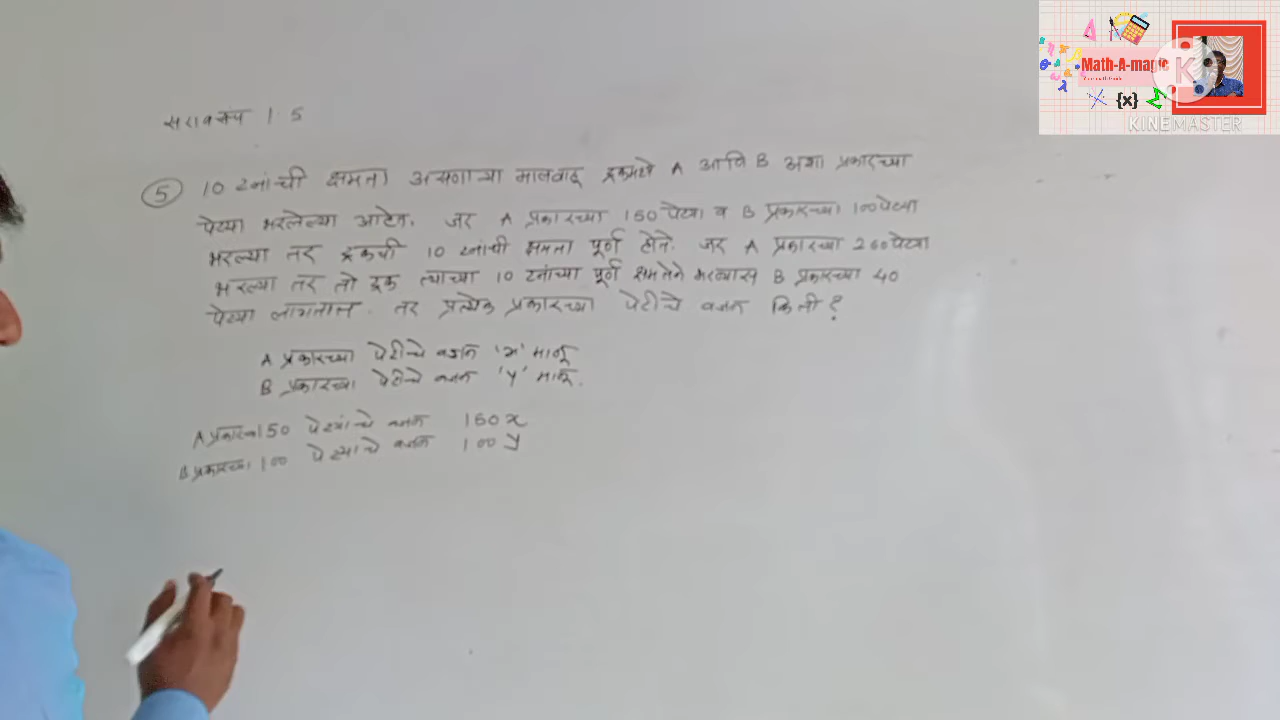 सरावसंच 1.5
5 10 टनांची क्षमता असणाऱ्या मालवाहू ट्रकमध्ये A आणि B अशा प्रकारच्या
पेट्या भरलेल्या आहेत. जर A प्रकारच्या 150 पेट्या व B प्रकारच्या 100 पेट्या
भरल्या तर ट्रकची 10 टनांची क्षमता पूर्ण होते. जर A प्रकारच्या 260 पेट्या
भरल्या तर तो ट्रक त्याच्या 10 टनांच्या पूर्ण क्षमतेने भरण्यास B प्रकारच्या 40
पेट्या लागतात. तर प्रत्येक प्रकारच्या पेटीचे वजन किती?
A प्रकारच्या पेटीचे वजन 'x' मानू
B प्रकारच्या पेटीचे वजन 'y' मानू.
A प्रकारच्या 150 पेट्यांचे वजन 150x
B प्रकारच्या 100 पेट्यांचे वजन 100y
Math-A-magic
{x}
K
KINEMASTER